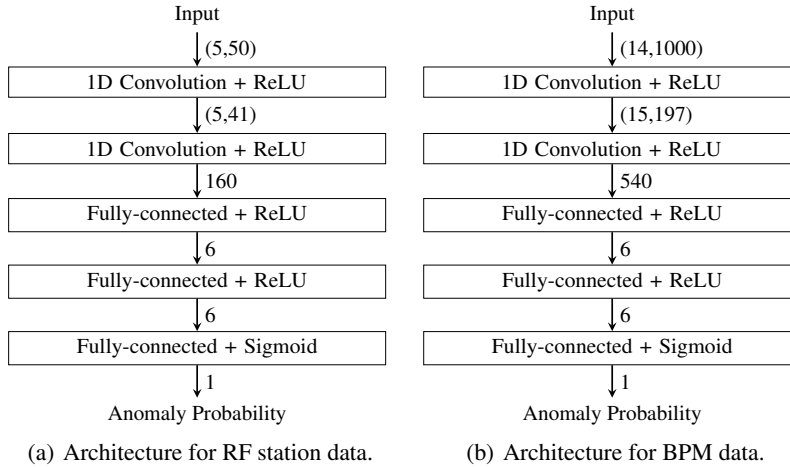 Input
(5,50)
1D Convolution + ReLU
(5,41)
1D Convolution + ReLU
160
Fully-connected + ReLU
6
Fully-connected + ReLU
6
Fully-connected + Sigmoid
1
Anomaly Probability
(a) Architecture for RF station data.
Input
(14,1000)
1D Convolution + ReLU
(15,197)
1D Convolution + ReLU
540
Fully-connected + ReLU
6
Fully-connected + ReLU
6
Fully-connected + Sigmoid
1
Anomaly Probability
(b) Architecture for BPM data.